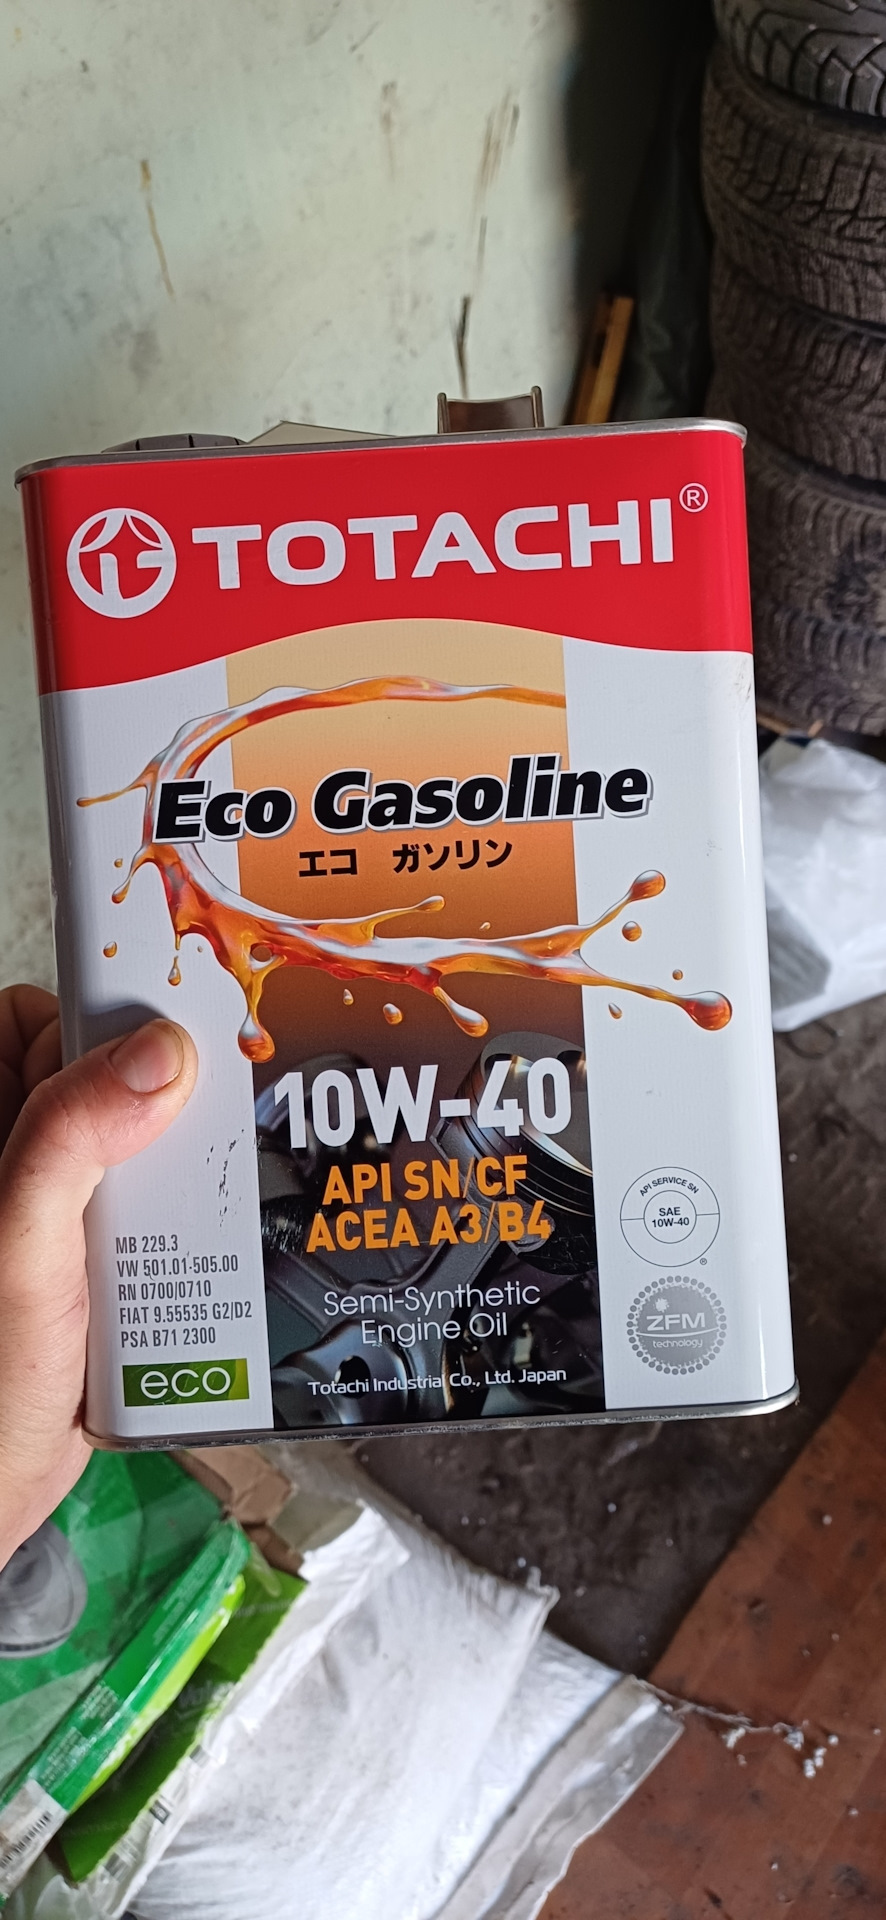 TOTACHI®
Eco Gasoline
エコ ガソリン
10W-40
API SN/CF
ACEA A3/B4
Semi-Synthetic
Engine Oil
Totachi Industrial Co., Ltd. Japan
MB 229.3
VW 501.01-505.00
RN 0700/0710
FIAT 9.55535 G2/D2
PSA B71 2300
eco
API SERVICE SN
SAE
10W-40
®
ZFM
technology